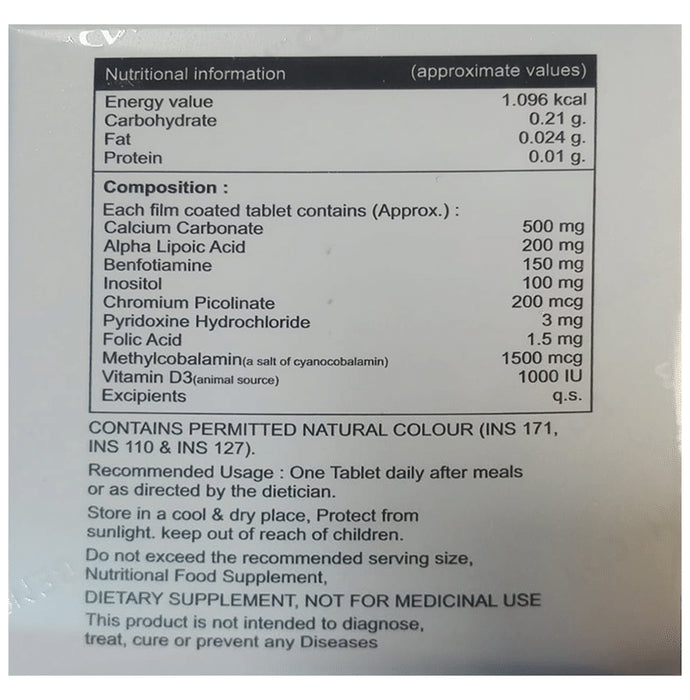 CV
Nutritional information (approximate values)
Energy value 1.096 kcal
Carbohydrate 0.21 g.
Fat 0.024 g.
Protein 0.01 g.
Composition :
Each film coated tablet contains (Approx.) :
Calcium Carbonate 500 mg
Alpha Lipoic Acid 200 mg
Benfotiamine 150 mg
Inositol 100 mg
Chromium Picolinate 200 mcg
Pyridoxine Hydrochloride 3 mg
Folic Acid 1.5 mg
Methylcobalamin(a salt of cyanocobalamin) 1500 mcg
Vitamin D3(animal source) 1000 IU
Excipients q.s.
CONTAINS PERMITTED NATURAL COLOUR (INS 171,
INS 110 & INS 127).
Recommended Usage : One Tablet daily after meals
or as directed by the dietician.
Store in a cool & dry place, Protect from
sunlight. keep out of reach of children.
Do not exceed the recommended serving size,
Nutritional Food Supplement,
DIETARY SUPPLEMENT, NOT FOR MEDICINAL USE
This product is not intended to diagnose,
treat, cure or prevent any Diseases